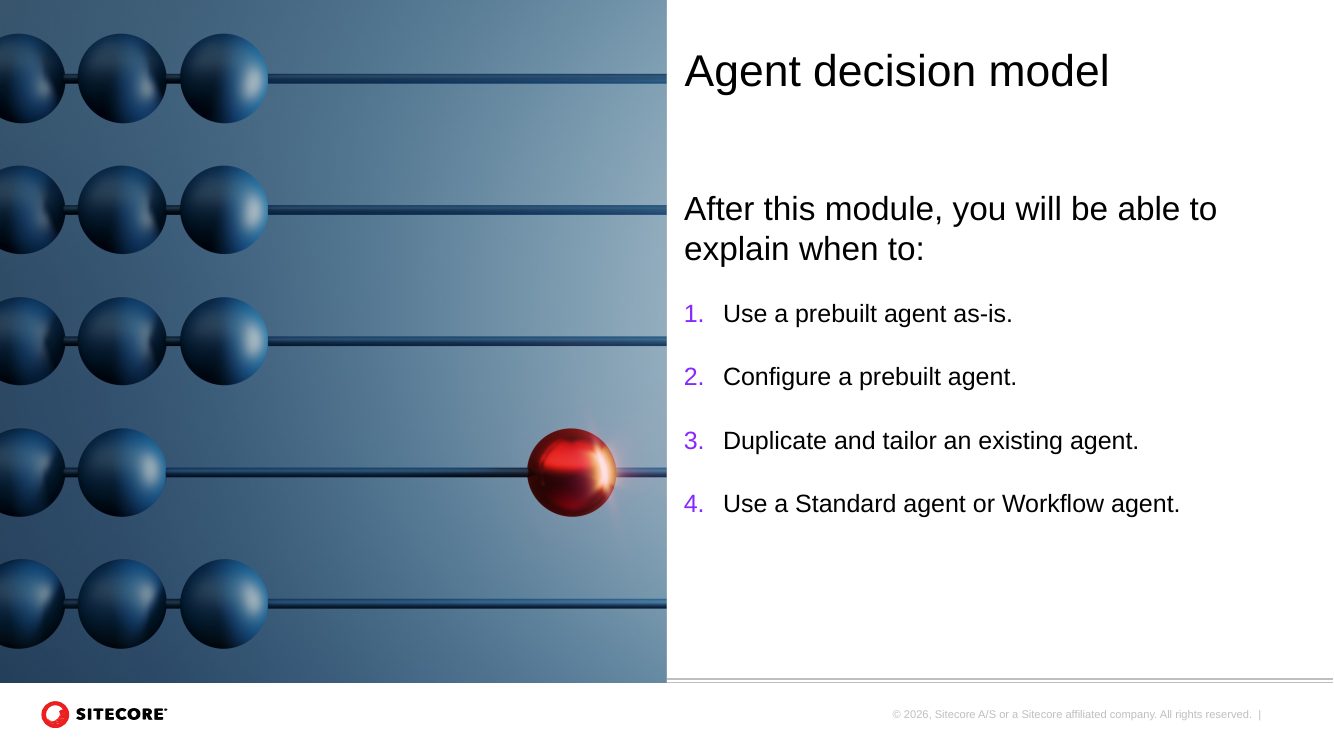 Agent decision model
After this module, you will be able to
explain when to:
1. Use a prebuilt agent as-is.
2. Configure a prebuilt agent.
3. Duplicate and tailor an existing agent.
4. Use a Standard agent or Workflow agent.
SITECORE
© 2026, Sitecore A/S or a Sitecore affiliated company. All rights reserved. |